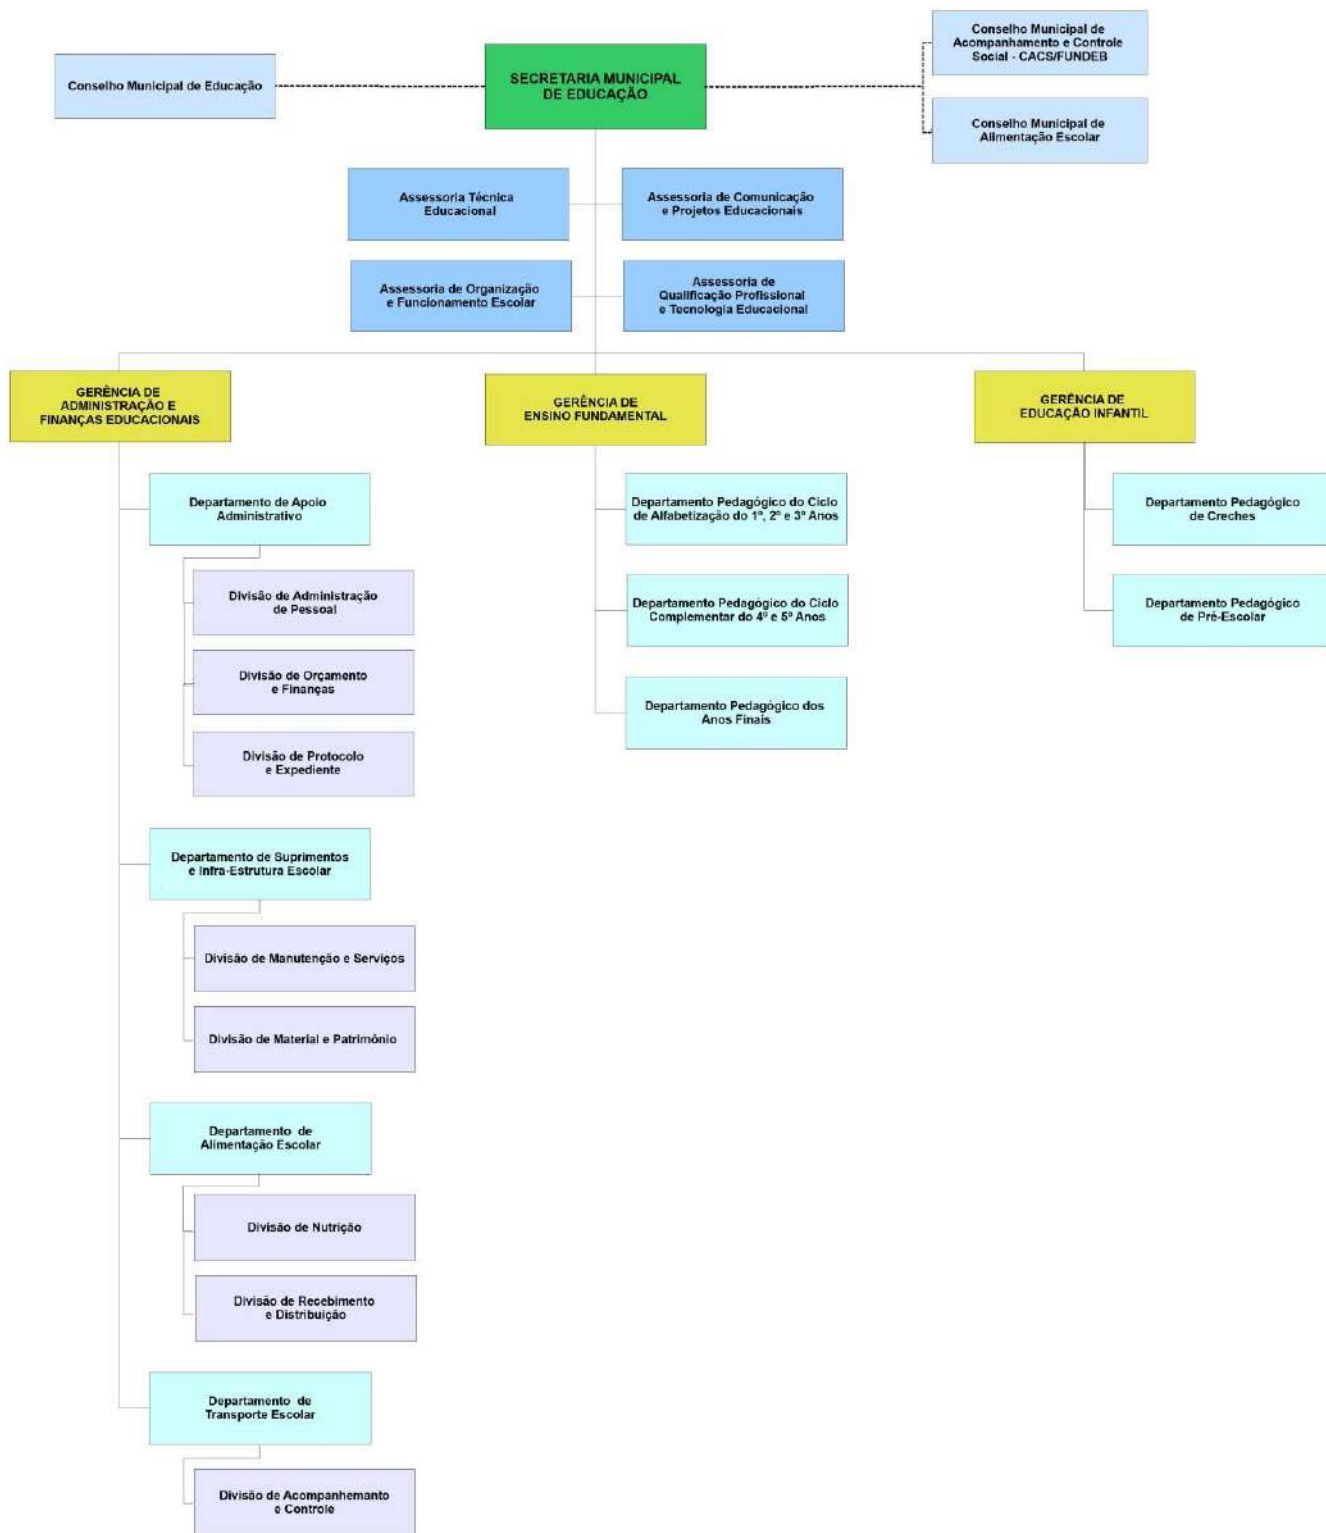 Conselho Municipal de Educação
SECRETARIA MUNICIPAL
DE EDUCAÇÃO
Conselho Municipal de
Acompanhamento e Controle
Social - CACS/FUNDEB
Conselho Municipal de
Alimentação Escolar
Assessoria Técnica
Educacional
Assessoria de Comunicação
e Projetos Educacionais
Assessoria de Organização
e Funcionamento Escolar
Assessoria de
Qualificação Profissional
e Tecnologia Educacional
GERÊNCIA DE
ADMINISTRAÇÃO E
FINANÇAS EDUCACIONAIS
GERÊNCIA DE
ENSINO FUNDAMENTAL
GERÊNCIA DE
EDUCAÇÃO INFANTIL
Departamento de Apoio
Administrativo
Divisão de Administração
de Pessoal
Divisão de Orçamento
e Finanças
Divisão de Protocolo
e Expediente
Departamento de Suprimentos
e Infra-Estrutura Escolar
Divisão de Manutenção e Serviços
Divisão de Material e Patrimônio
Departamento de
Alimentação Escolar
Divisão de Nutrição
Divisão de Recebimento
e Distribuição
Departamento de
Transporte Escolar
Divisão de Acompanhemanto
e Controle
Departamento Pedagógico do Ciclo
de Alfabetização do 1º, 2º e 3º Anos
Departamento Pedagógico do Ciclo
Complementar do 4º e 5º Anos
Departamento Pedagógico dos
Anos Finais
Departamento Pedagógico
de Creches
Departamento Pedagógico
de Pré-Escolar